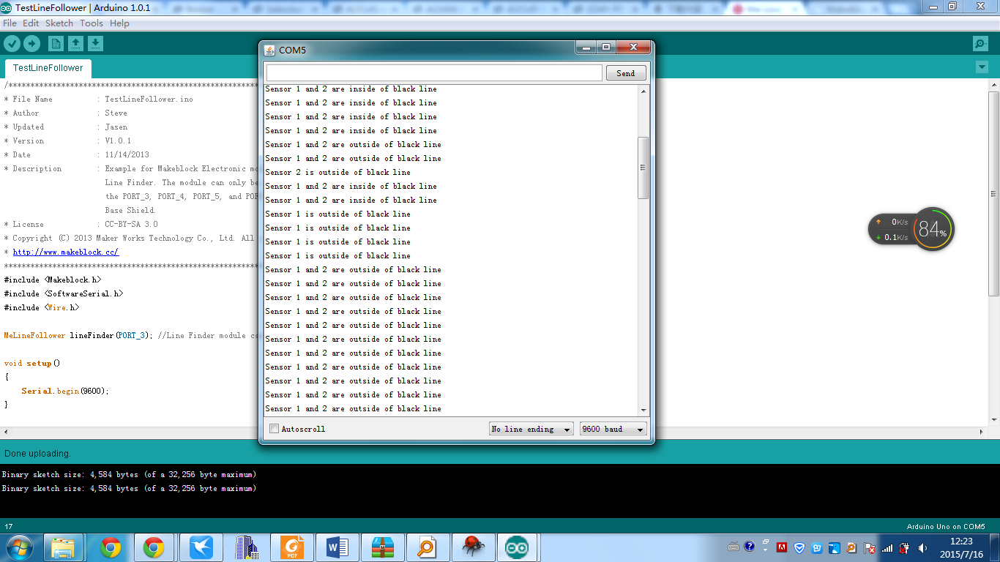 TestLineFollower | Arduino 1.0.1
File Edit Sketch Tools Help
TestLineFollower
/*********************************************************
* File Name : TestLineFollower.ino
* Author : Steve
* Updated : Jasen
* Version : V1.0.1
* Date : 11/14/2013
* Description : Example for Makeblock Electronic
Line Finder. The module can only be
the PORT_3, PORT_4, PORT_5, and
Base Shield.
* License : CC-BY-SA 3.0
* Copyright (C) 2013 Maker Works Technology Co., Ltd. All
* http://www.makeblock.cc/
**********************************************************
#include <Makeblock.h>
#include <SoftwareSerial.h>
#include <Wire.h>
MeLineFollower lineFinder(PORT_3); //Line Finder module
void setup()
{
Serial.begin(9600);
}
COM5
Send
Sensor 1 and 2 are inside of black line
Sensor 1 and 2 are inside of black line
Sensor 1 and 2 are inside of black line
Sensor 1 and 2 are inside of black line
Sensor 1 and 2 are outside of black line
Sensor 1 and 2 are outside of black line
Sensor 2 is outside of black line
Sensor 1 and 2 are inside of black line
Sensor 1 and 2 are inside of black line
Sensor 1 is outside of black line
Sensor 1 is outside of black line
Sensor 1 is outside of black line
Sensor 1 is outside of black line
Sensor 1 and 2 are outside of black line
Sensor 1 and 2 are outside of black line
Sensor 1 and 2 are outside of black line
Sensor 1 and 2 are outside of black line
Sensor 1 and 2 are outside of black line
Sensor 1 and 2 are outside of black line
Sensor 1 and 2 are outside of black line
Sensor 1 and 2 are outside of black line
Sensor 1 and 2 are outside of black line
Sensor 1 and 2 are outside of black line
Sensor 1 and 2 are outside of black line
Autoscroll
No line ending
9600 baud
0K/s
0.1K/s
84%
Done uploading.
Binary sketch size: 4,584 bytes (of a 32,256 byte maximum)
Binary sketch size: 4,584 bytes (of a 32,256 byte maximum)
17
Arduino Uno on COM5
PDF
12:23
2015/7/16